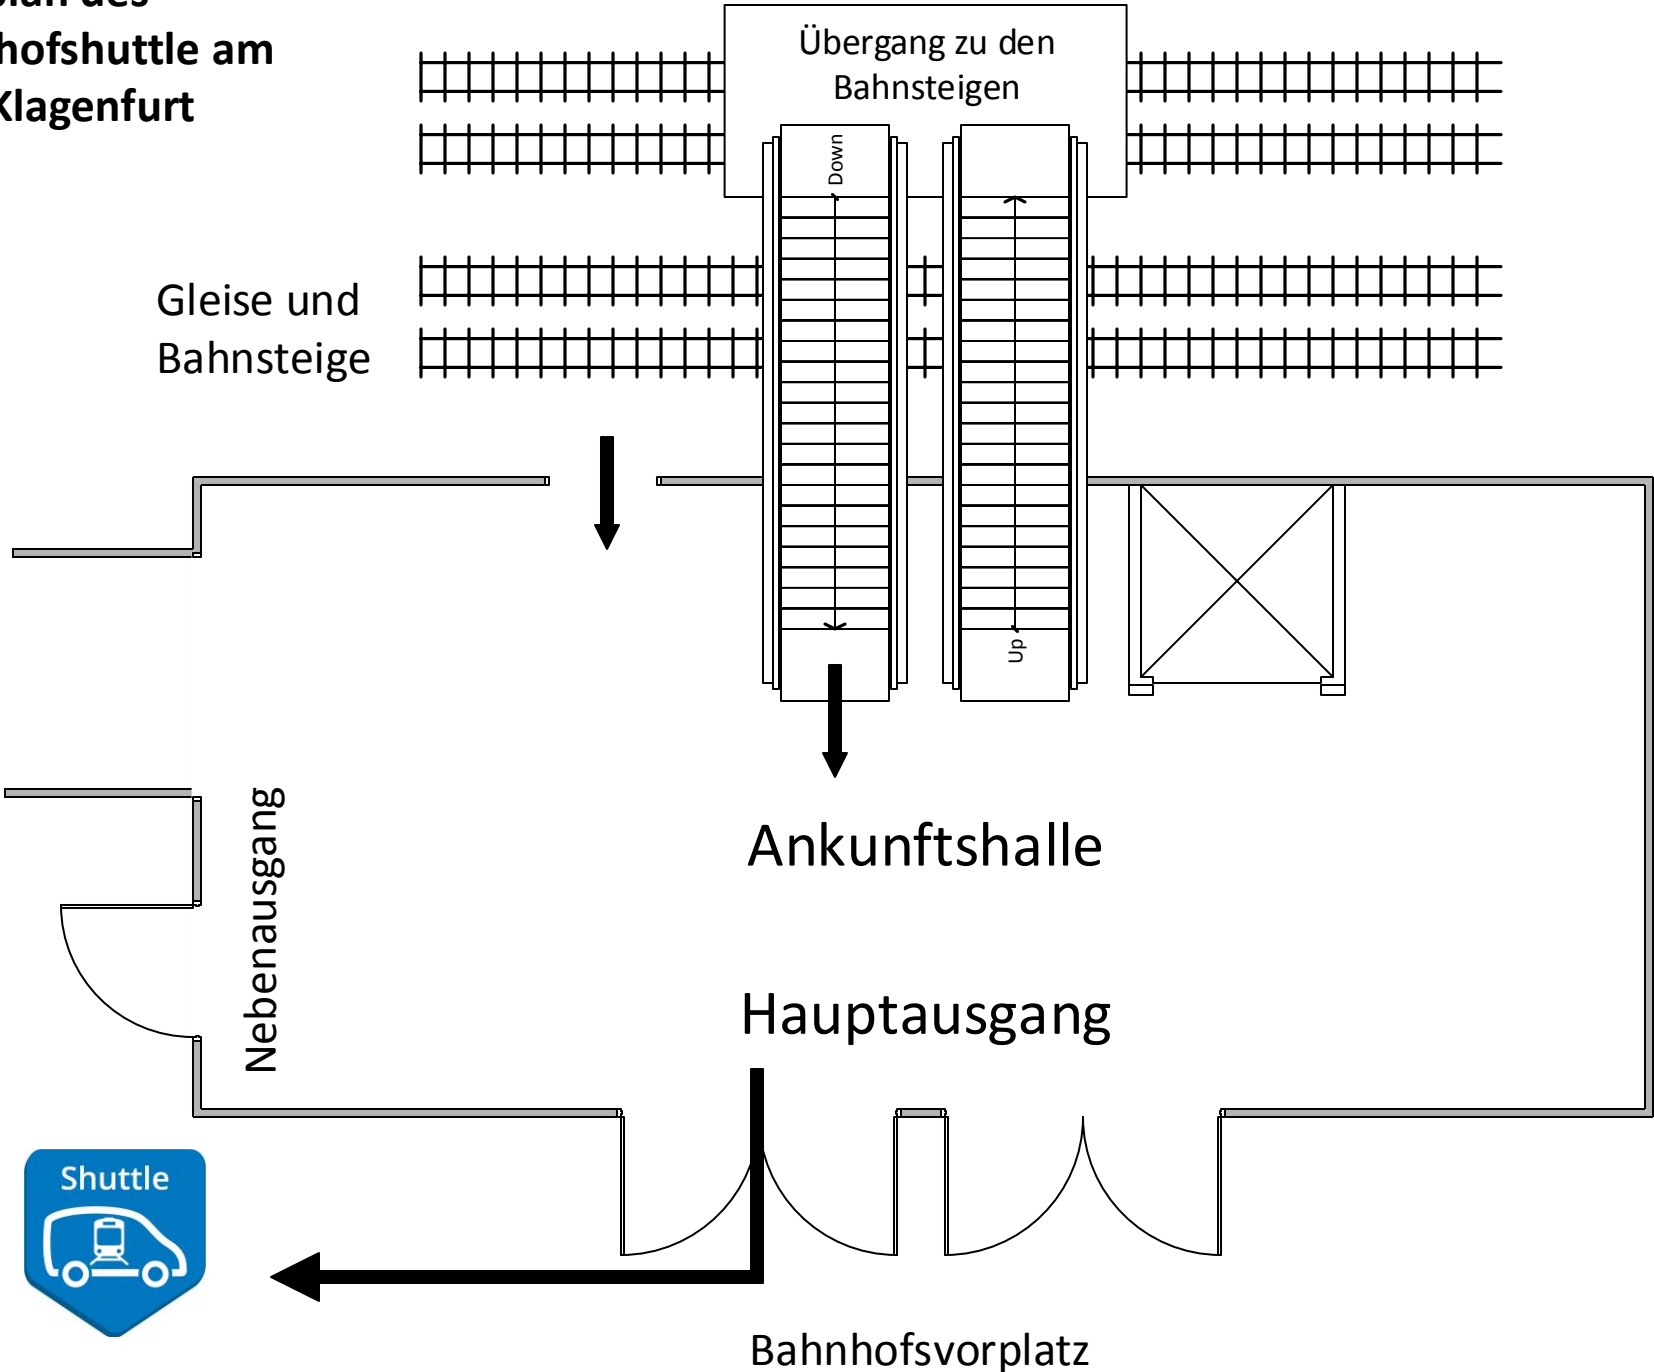 hofshuttle am
Klagenfurt
Übergang zu den
Bahnsteigen
Down
Gleise und
Bahnsteige
Up
Ankunftshalle
Nebenausgang
Hauptausgang
Shuttle
Bahnhofsvorplatz